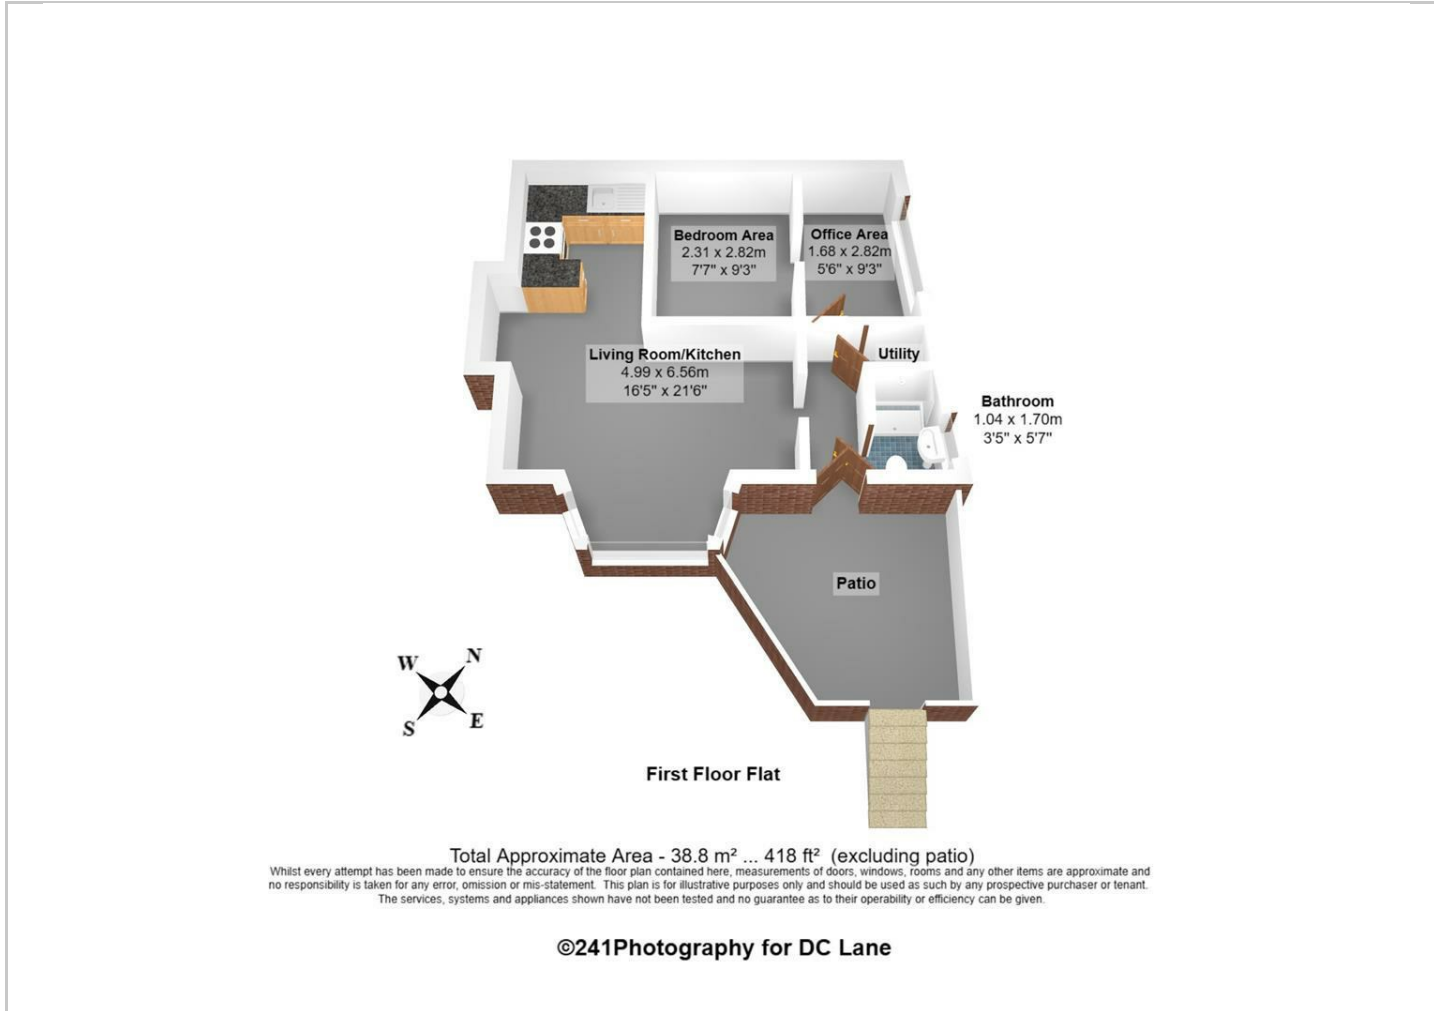 Bedroom Area
2.31 x 2.82m
7'7" x 9'3"
Office Area
1.68 x 2.82m
5'6" x 9'3"
Living Room/Kitchen
4.99 x 6.56m
16'5" x 21'6"
Utility
Bathroom
1.04 x 1.70m
3'5" x 5'7"
Patio
W N
S E
First Floor Flat
Total Approximate Area - 38.8 m² ... 418 ft² (excluding patio)
Whilst every attempt has been made to ensure the accuracy of the floor plan contained here, measurements of doors, windows, rooms and any other items are approximate and
no responsibility is taken for any error, omission or mis-statement. This plan is for illustrative purposes only and should be used as such by any prospective purchaser or tenant.
The services, systems and appliances shown have not been tested and no guarantee as to their operability or efficiency can be given.
©241Photography for DC Lane